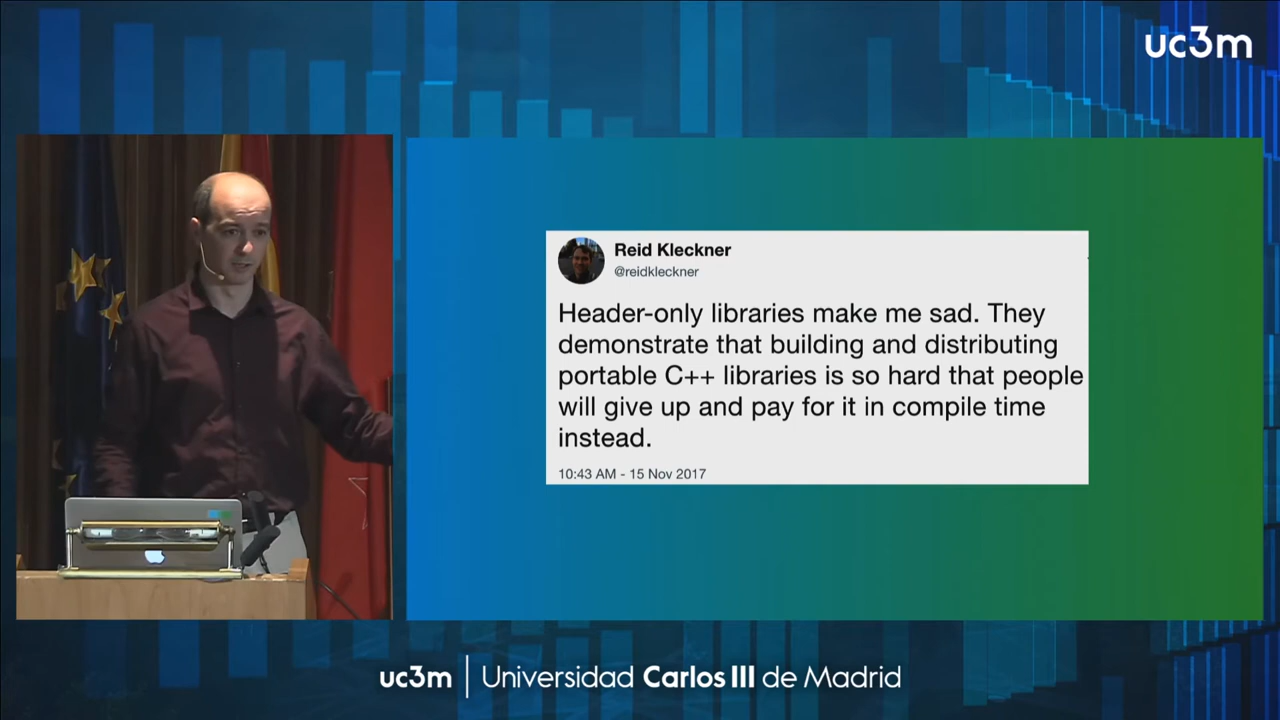 uc3m
Reid Kleckner
@reidkleckner
Header-only libraries make me sad. They
demonstrate that building and distributing
portable C++ libraries is so hard that people
will give up and pay for it in compile time
instead.
10:43 AM - 15 Nov 2017
uc3m | Universidad Carlos III de Madrid